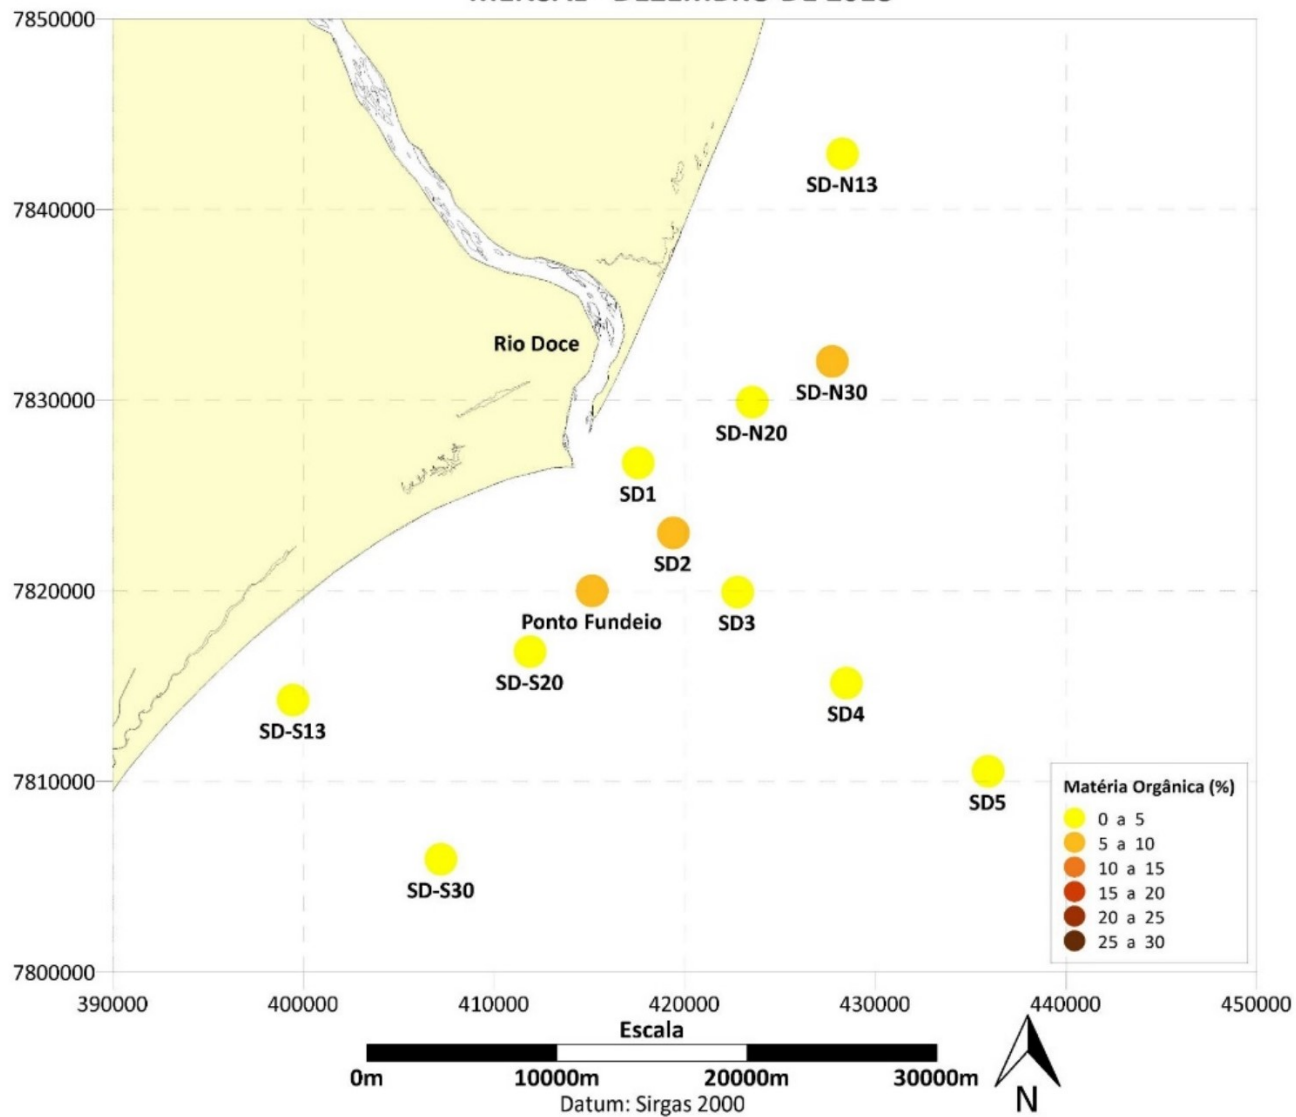 7850000
7840000
SD-N13
Rio Doce
SD-N30
7830000
SD-N20
SD1
SD2
7820000
Ponto Fundeio
SD3
SD-S20
SD4
SD-S13
7810000
SD5
Matéria Orgânica (%)
0 a 5
5 a 10
10 a 15
15 a 20
20 a 25
25 a 30
SD-S30
7800000
390000 400000 410000 420000 430000 440000 450000
Escala
0m 10000m 20000m 30000m
Datum: Sirgas 2000
N